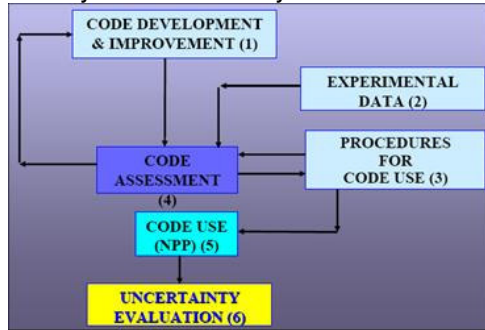 CODE DEVELOPMENT
& IMPROVEMENT (1)
EXPERIMENTAL
DATA (2)
PROCEDURES
FOR
CODE USE (3)
CODE
ASSESSMENT
(4)
CODE USE
(NPP) (5)
UNCERTAINTY
EVALUATION (6)